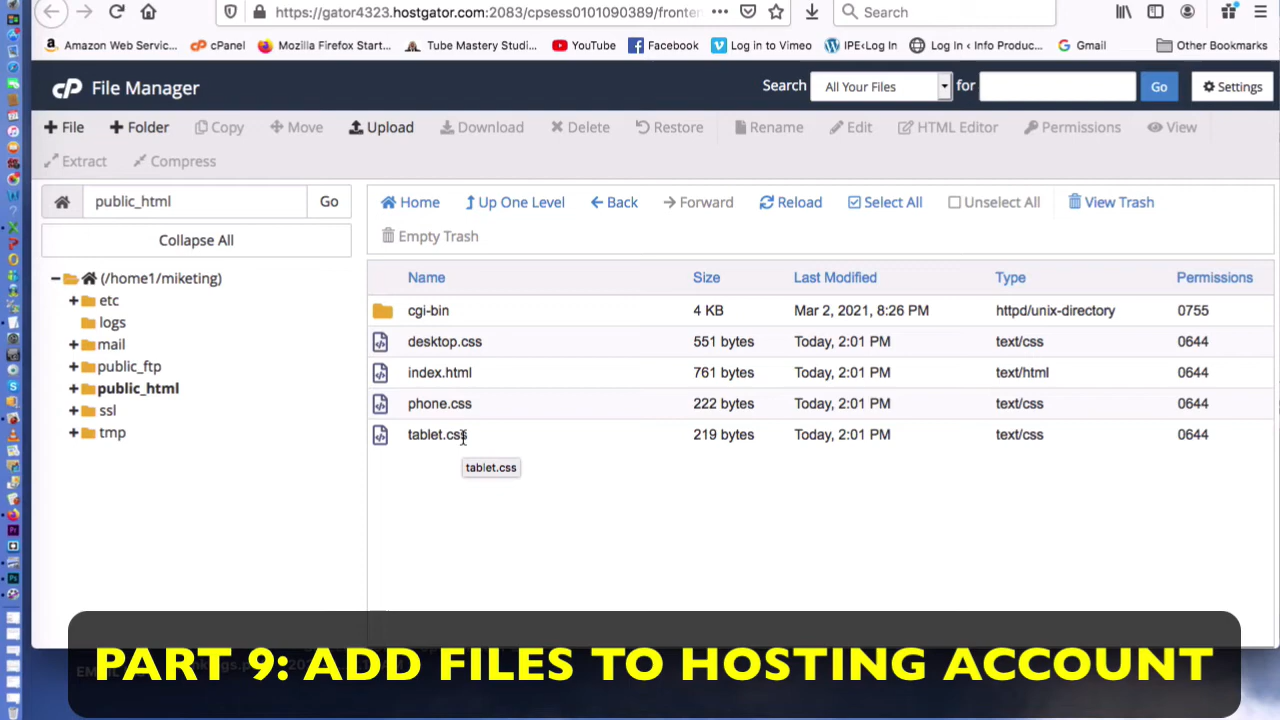 https://gator4323.hostgator.com:2083/cpsess0101090389/fronten
Search
Amazon Web Servic... cPanel Mozilla Firefox Start... Tube Mastery Studi... YouTube Facebook Log in to Vimeo IPE‹Log In Log In ‹ Info Produc... Gmail Other Bookmarks
cP File Manager Search All Your Files for Go Settings
File Folder Copy Move Upload Download Delete Restore Rename Edit HTML Editor Permissions View
Extract Compress
public_html Go
Home Up One Level Back Forward Reload Select All Unselect All View Trash
Empty Trash
Collapse All
(/home1/miketing)
etc
logs
mail
public_ftp
public_html
ssl
tmp
Name Size Last Modified Type Permissions
cgi-bin 4 KB Mar 2, 2021, 8:26 PM httpd/unix-directory 0755
desktop.css 551 bytes Today, 2:01 PM text/css 0644
index.html 761 bytes Today, 2:01 PM text/html 0644
phone.css 222 bytes Today, 2:01 PM text/css 0644
tablet.css 219 bytes Today, 2:01 PM text/css 0644
tablet.css
PART 9: ADD FILES TO HOSTING ACCOUNT